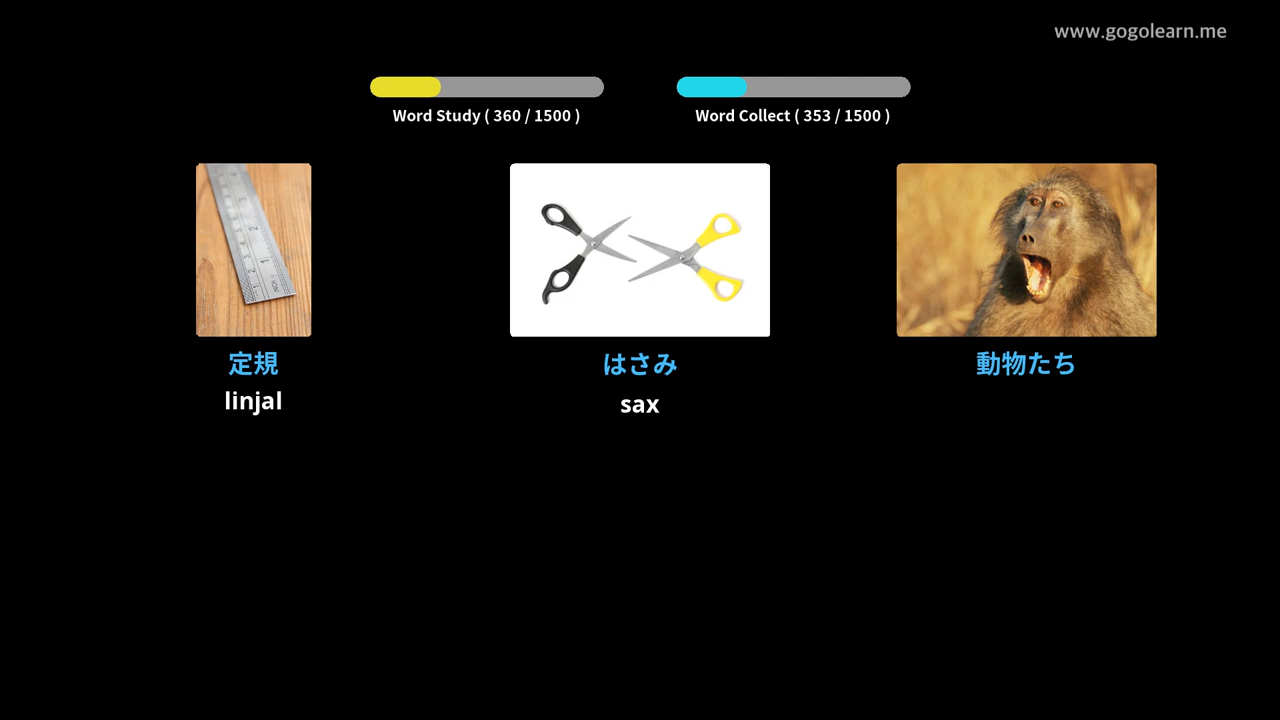 www.gogolearn.me
Word Study ( 360 / 1500 )
Word Collect ( 353 / 1500 )
定規
はさみ
動物たち
linjal
sax